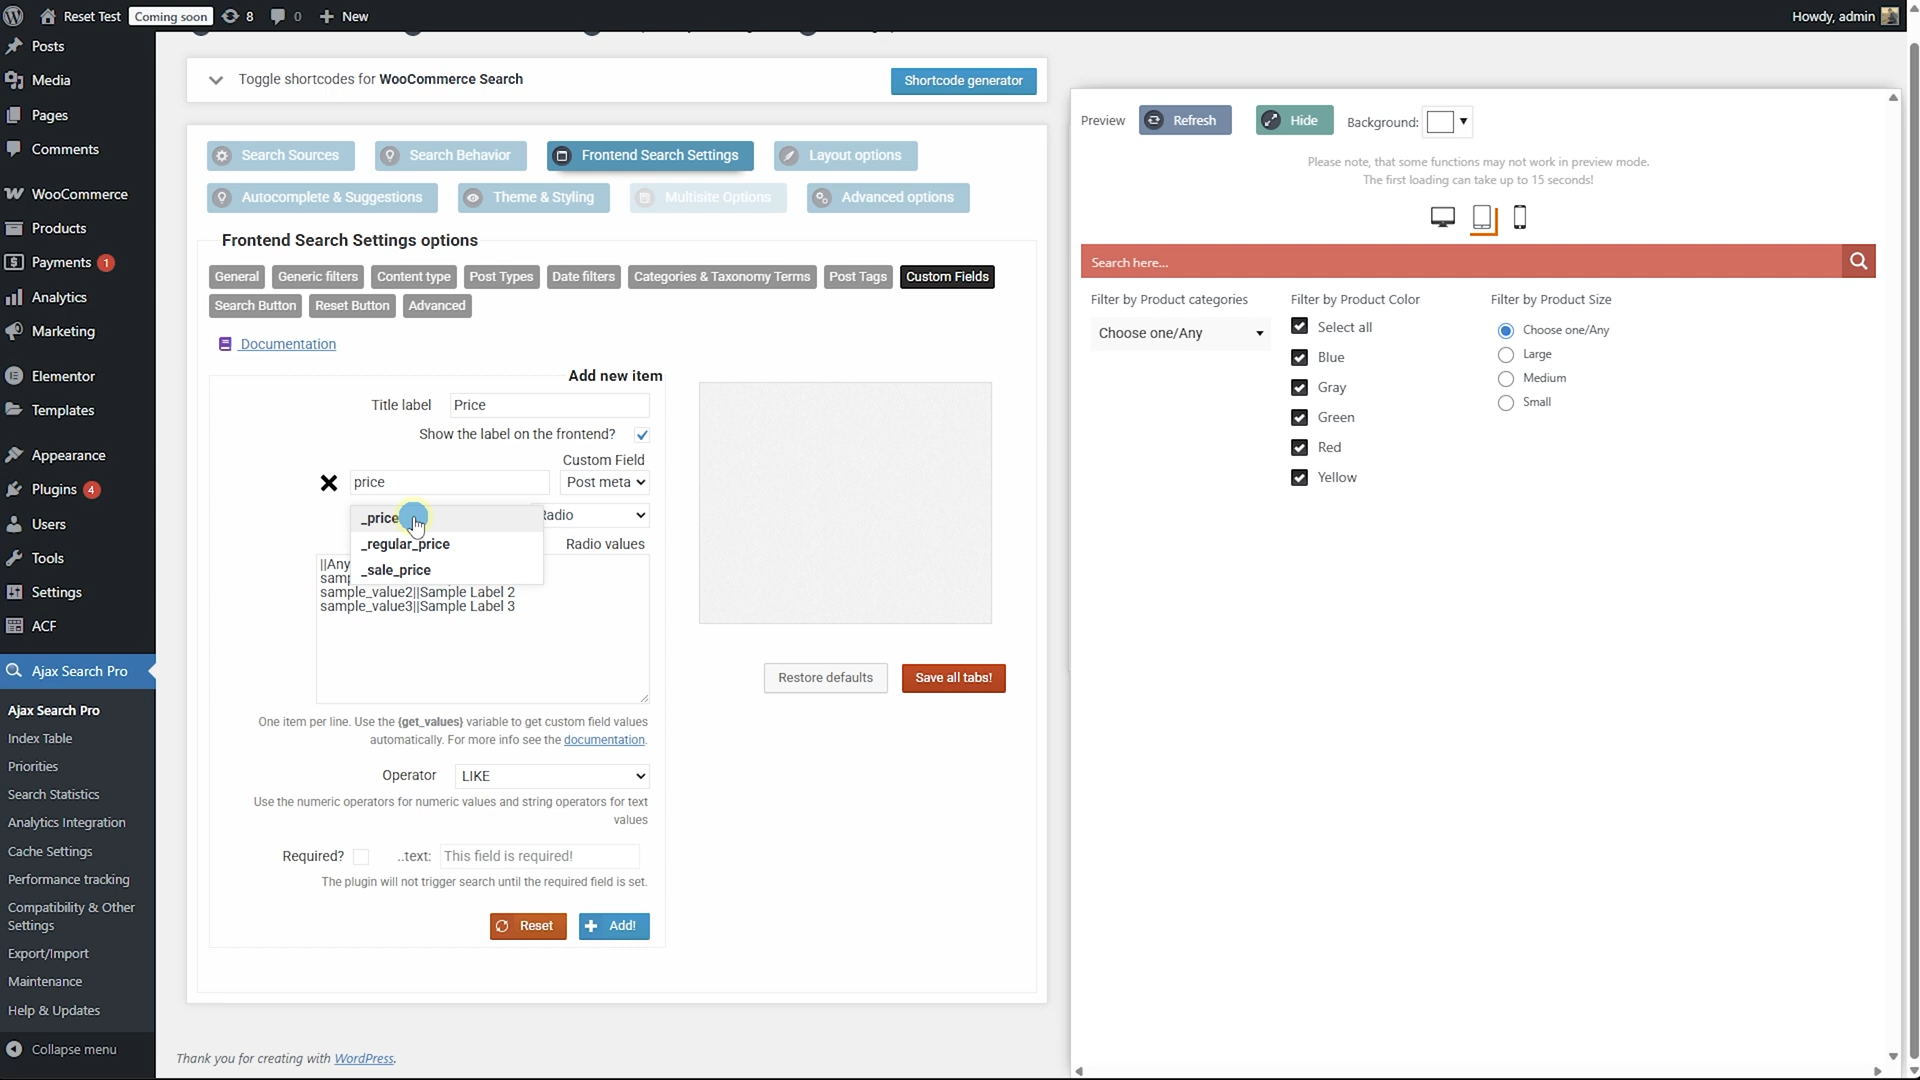 Reset Test
Coming soon
8
0
New
Howdy, admin
Posts
Media
Pages
Comments
WooCommerce
Products
Payments 1
Analytics
Marketing
Elementor
Templates
Appearance
Plugins 4
Users
Tools
Settings
ACF
Ajax Search Pro
Ajax Search Pro
Index Table
Priorities
Search Statistics
Analytics Integration
Cache Settings
Performance tracking
Compatibility & Other
Settings
Export/Import
Maintenance
Help & Updates
Collapse menu
Toggle shortcodes for WooCommerce Search
Shortcode generator
Search Sources
Search Behavior
Frontend Search Settings
Layout options
Autocomplete & Suggestions
Theme & Styling
Multisite Options
Advanced options
Frontend Search Settings options
General
Generic filters
Content type
Post Types
Date filters
Categories & Taxonomy Terms
Post Tags
Custom Fields
Search Button
Reset Button
Advanced
Documentation
Add new item
Title label
Price
Show the label on the frontend?
Custom Field
price
Post meta
_price
Radio
_regular_price
Radio values
_sale_price
||Any
sample_value2||Sample Label 2
sample_value3||Sample Label 3
One item per line. Use the {get_values} variable to get custom field values
automatically. For more info see the documentation.
Operator
LIKE
Use the numeric operators for numeric values and string operators for text
values
Required?
..text:
This field is required!
The plugin will not trigger search until the required field is set.
Reset
Add!
Restore defaults
Save all tabs!
Thank you for creating with WordPress.
Preview
Refresh
Hide
Background:
Please note, that some functions may not work in preview mode.
The first loading can take up to 15 seconds!
Search here...
Filter by Product categories
Choose one/Any
Filter by Product Color
Select all
Blue
Gray
Green
Red
Yellow
Filter by Product Size
Choose one/Any
Large
Medium
Small